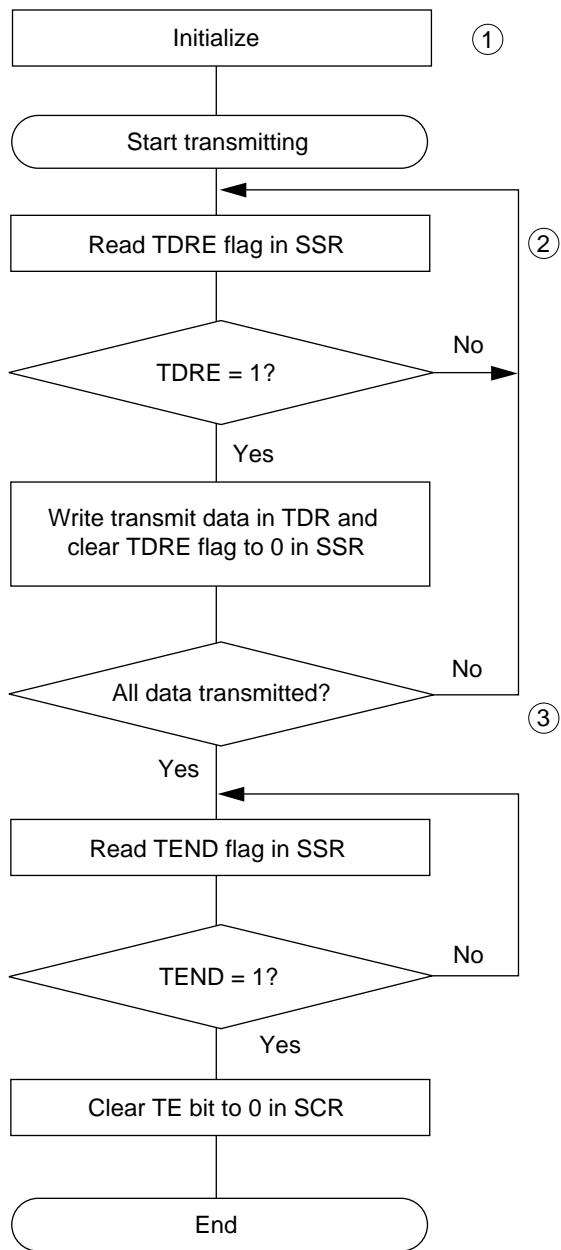 Initialize
1
Start transmitting
Read TDRE flag in SSR
2
TDRE = 1?
No
Yes
Write transmit data in TDR and
clear TDRE flag to 0 in SSR
All data transmitted?
No
3
Yes
Read TEND flag in SSR
TEND = 1?
No
Yes
Clear TE bit to 0 in SCR
End